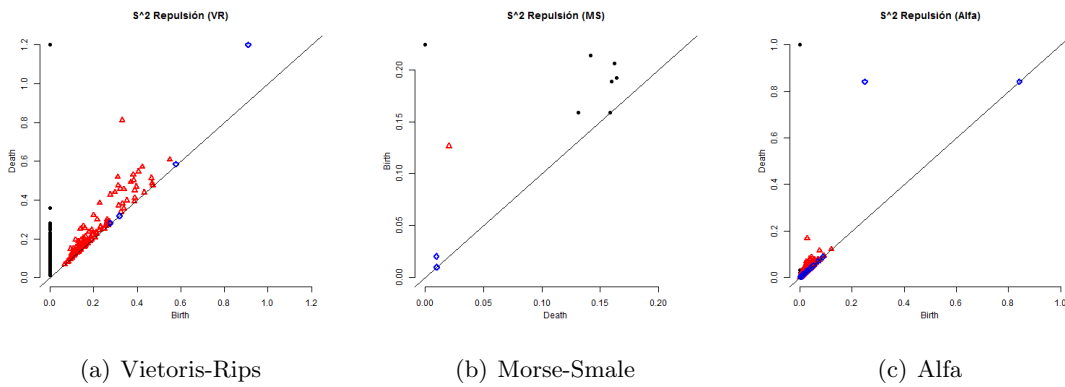 S^2 Repulsión (VR)
Death
0.0 0.2 0.4 0.6 0.8 1.0 1.2
0.0 0.2 0.4 0.6 0.8 1.0 1.2
Birth
(a) Vietoris-Rips
S^2 Repulsión (MS)
Birth
0.00 0.05 0.10 0.15 0.20
0.00 0.05 0.10 0.15 0.20
Death
(b) Morse-Smale
S^2 Repulsión (Alfa)
Death
0.0 0.2 0.4 0.6 0.8 1.0
0.0 0.2 0.4 0.6 0.8 1.0
Birth
(c) Alfa